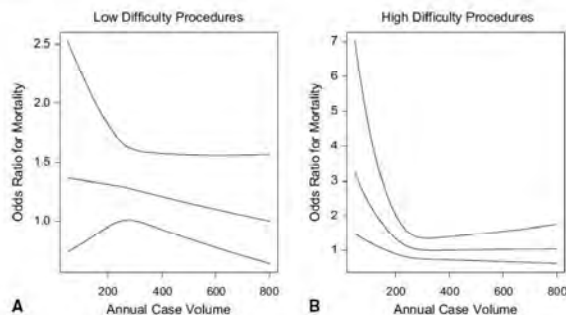 Low Difficulty Procedures
Odds Ratio for Mortality
2.5
2.0
1.5
1.0
200
400
600
800
A
Annual Case Volume
High Difficulty Procedures
Odds Ratio for Mortality
7
6
5
4
3
2
1
0
200
400
600
800
B
Annual Case Volume